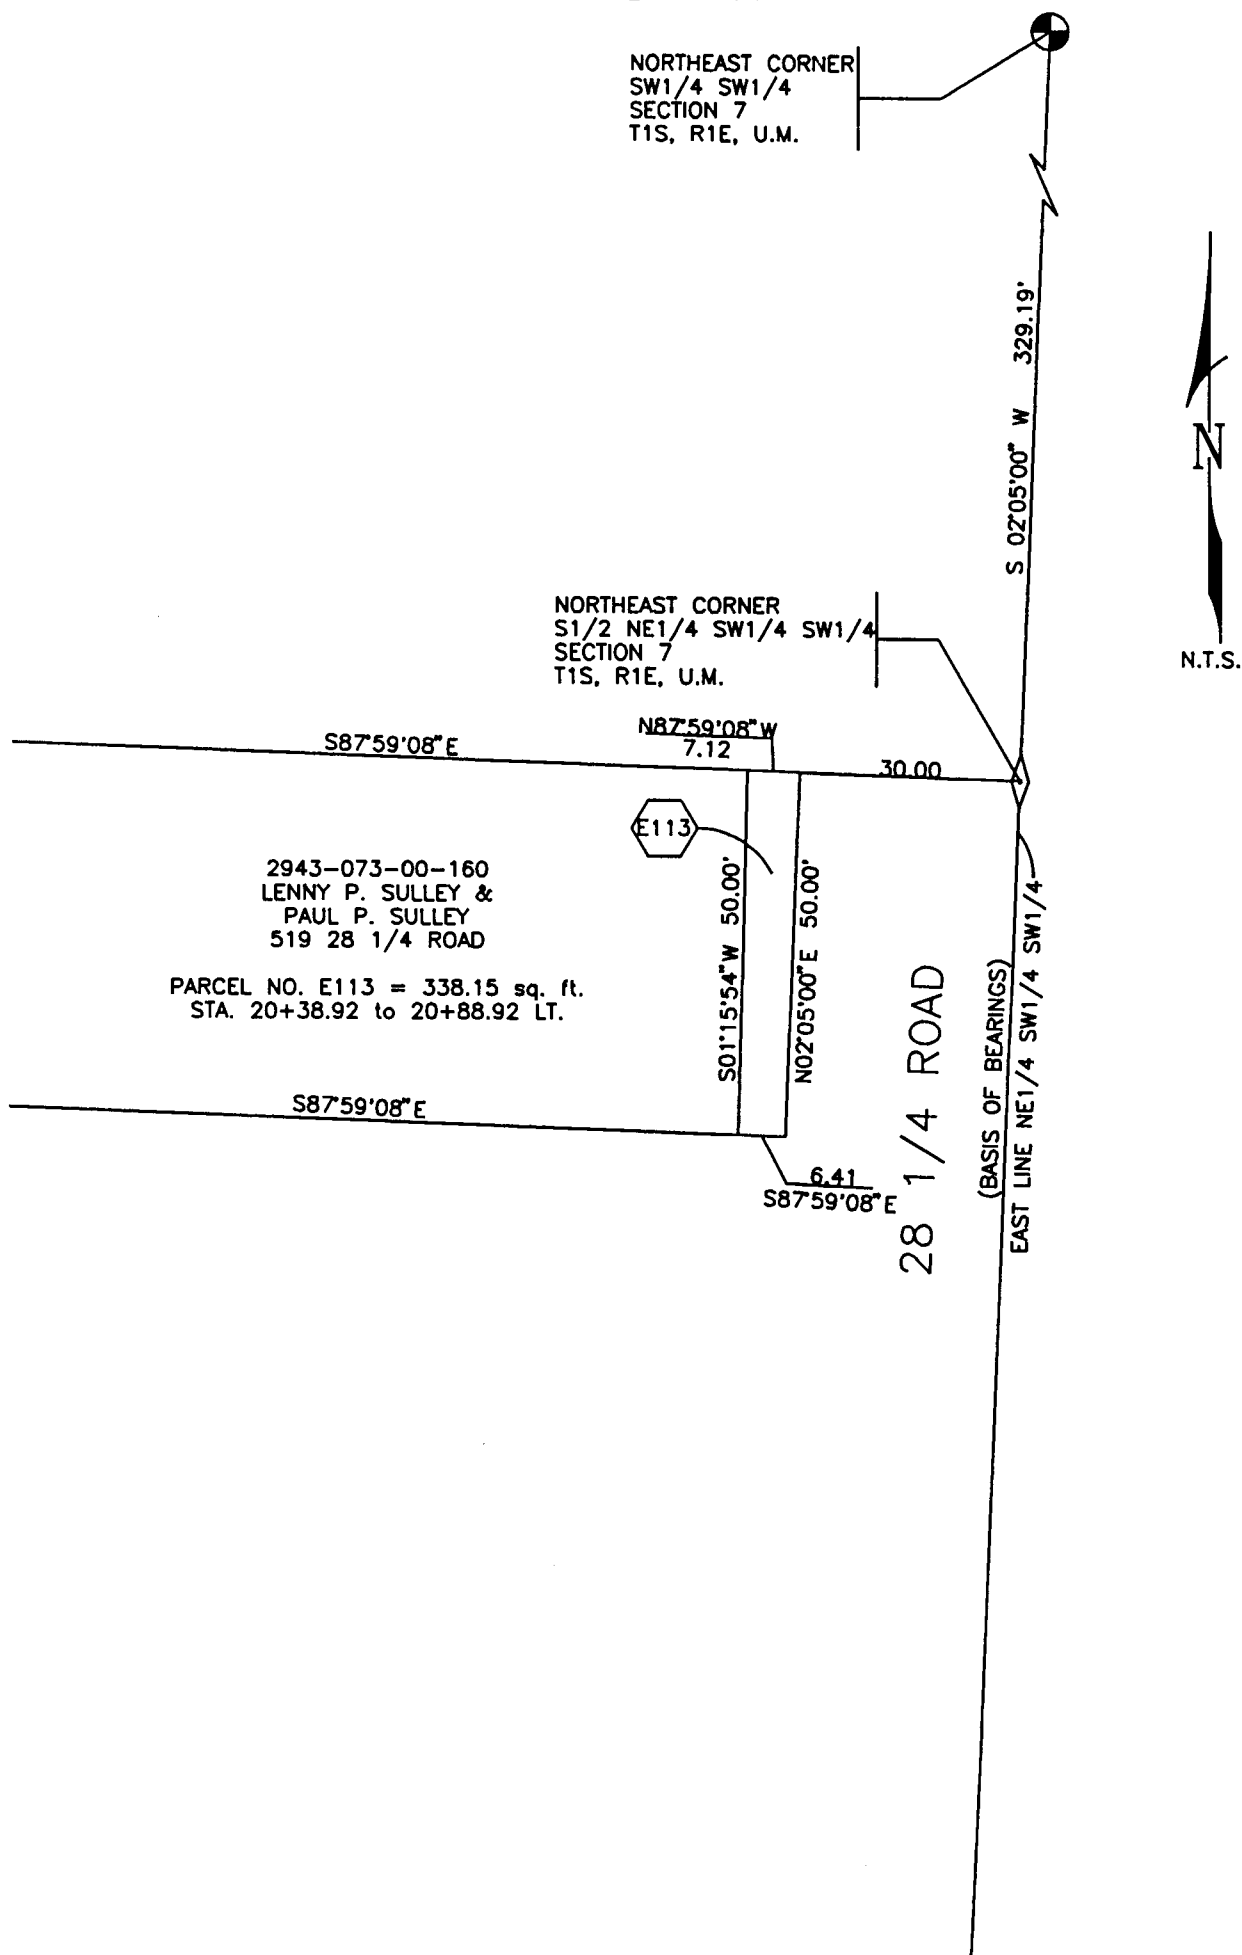 NORTHEAST CORNER
SW1/4 SW1/4
SECTION 7
T1S, R1E, U.M.
S 02°05'00" W 329.19'
N
N.T.S.
NORTHEAST CORNER
S1/2 NE1/4 SW1/4 SW1/4
SECTION 7
T1S, R1E, U.M.
S87°59'08"E
N87°59'08"W
7.12
30.00
E113
2943-073-00-160
LENNY P. SULLEY &
PAUL P. SULLEY
519 28 1/4 ROAD
PARCEL NO. E113 = 338.15 sq. ft.
STA. 20+38.92 to 20+88.92 LT.
S01°15'54"W 50.00'
N02°05'00"E 50.00'
28 1/4 ROAD
(BASIS OF BEARINGS)
EAST LINE NE1/4 SW1/4 SW1/4
S87°59'08"E
6.41
S87°59'08"E